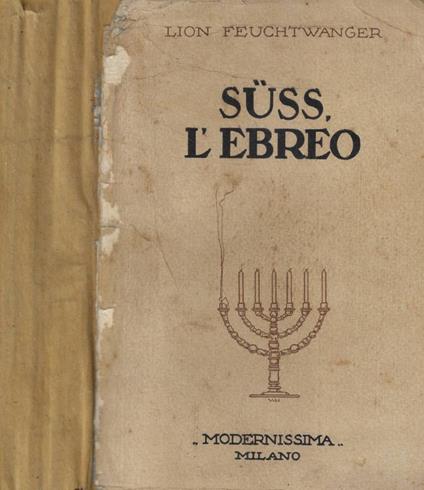 LION FEUCHTWANGER
SÜSS,
L'EBREO
„MODERNISSIMA„
MILANO